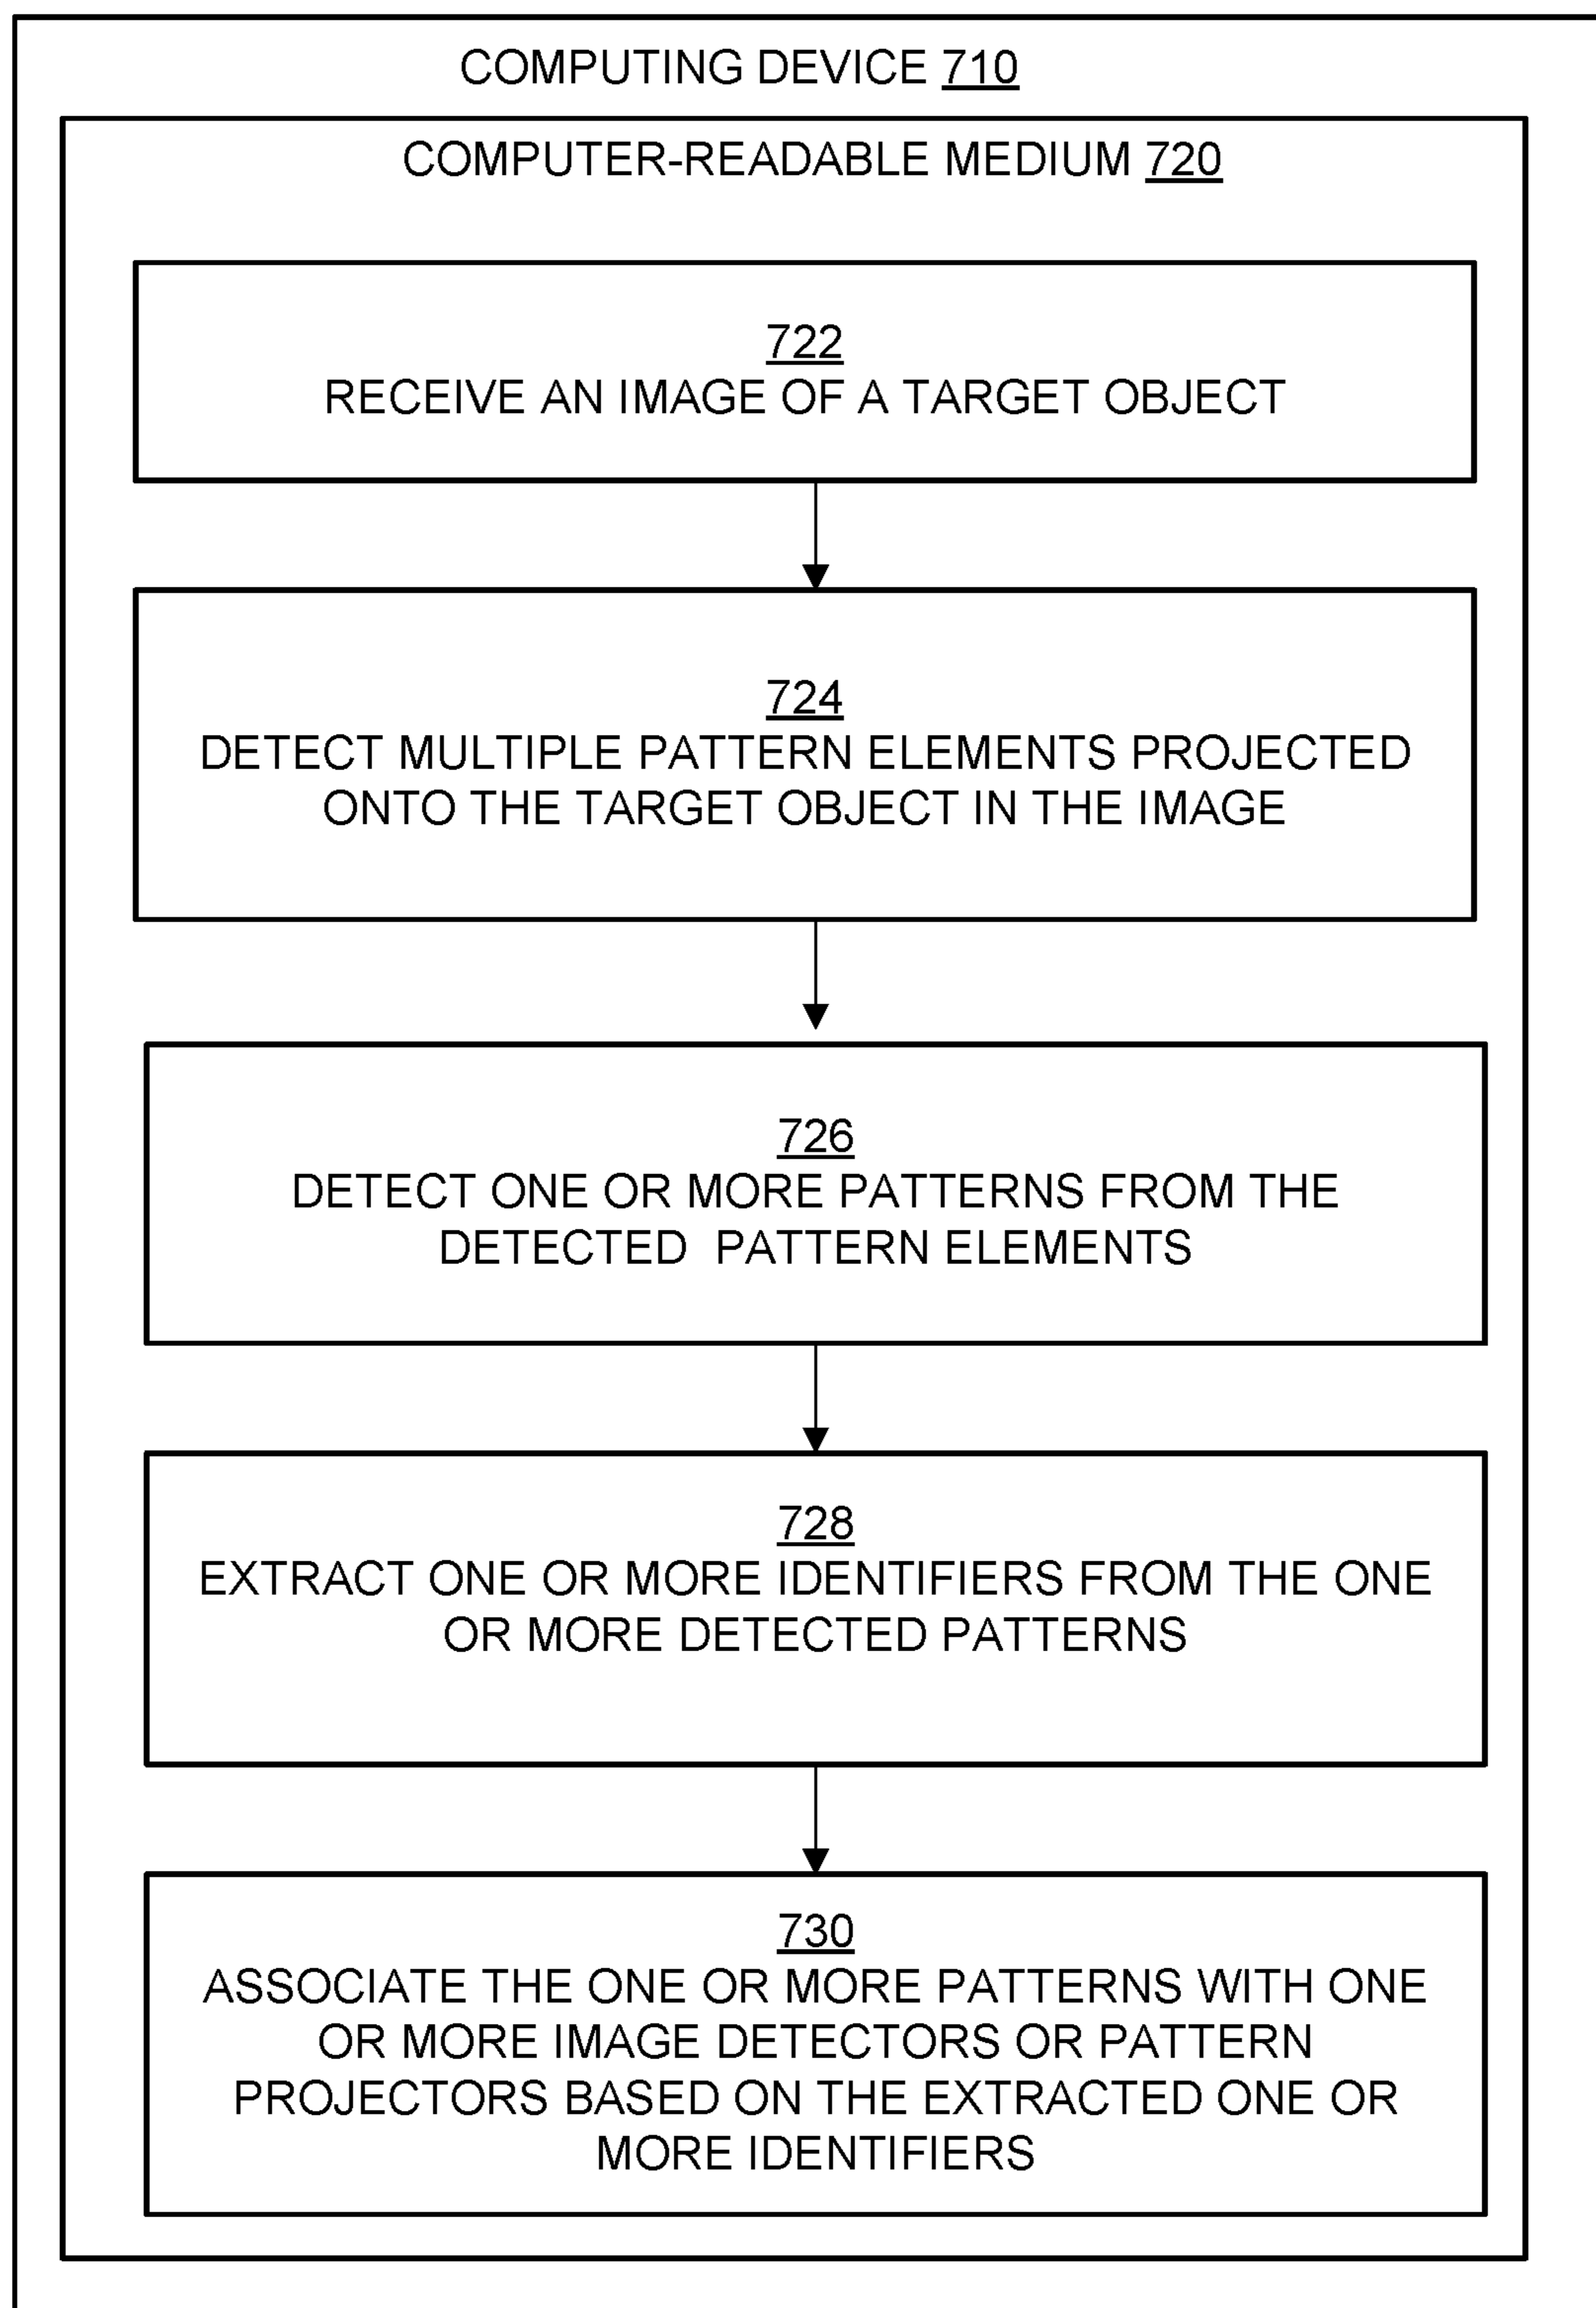 COMPUTING DEVICE 710
COMPUTER-READABLE MEDIUM 720
722
RECEIVE AN IMAGE OF A TARGET OBJECT
724
DETECT MULTIPLE PATTERN ELEMENTS PROJECTED
ONTO THE TARGET OBJECT IN THE IMAGE
726
DETECT ONE OR MORE PATTERNS FROM THE
DETECTED PATTERN ELEMENTS
728
EXTRACT ONE OR MORE IDENTIFIERS FROM THE ONE
OR MORE DETECTED PATTERNS
730
ASSOCIATE THE ONE OR MORE PATTERNS WITH ONE
OR MORE IMAGE DETECTORS OR PATTERN
PROJECTORS BASED ON THE EXTRACTED ONE OR
MORE IDENTIFIERS